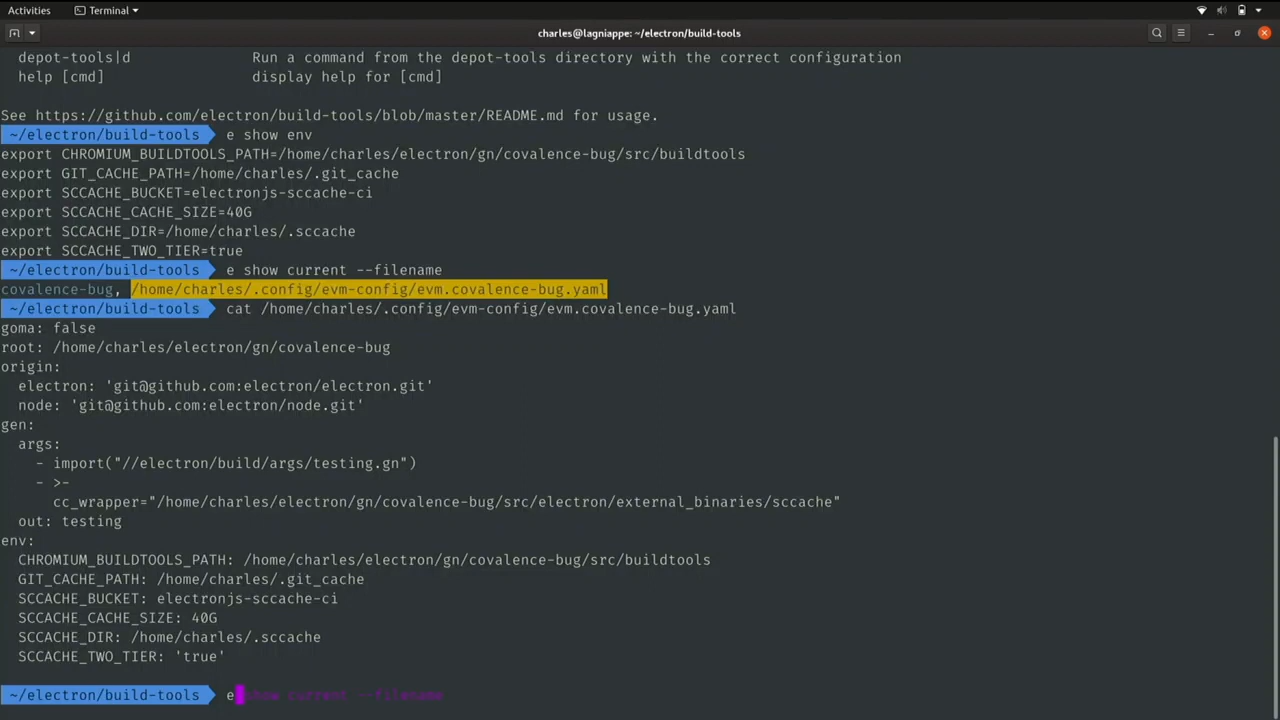 Activities Terminal
charles@lagniappe: ~/electron/build-tools
depot-tools|d Run a command from the depot-tools directory with the correct configuration
help [cmd] display help for [cmd]
See https://github.com/electron/build-tools/blob/master/README.md for usage.
~/electron/build-tools e show env
export CHROMIUM_BUILDTOOLS_PATH=/home/charles/electron/gn/covalence-bug/src/buildtools
export GIT_CACHE_PATH=/home/charles/.git_cache
export SCCACHE_BUCKET=electronjs-sccache-ci
export SCCACHE_CACHE_SIZE=40G
export SCCACHE_DIR=/home/charles/.sccache
export SCCACHE_TWO_TIER=true
~/electron/build-tools e show current --filename
covalence-bug, /home/charles/.config/evm-config/evm.covalence-bug.yaml
~/electron/build-tools cat /home/charles/.config/evm-config/evm.covalence-bug.yaml
goma: false
root: /home/charles/electron/gn/covalence-bug
origin:
electron: 'git@github.com:electron/electron.git'
node: 'git@github.com:electron/node.git'
gen:
args:
- import("//electron/build/args/testing.gn")
- >-
cc_wrapper="/home/charles/electron/gn/covalence-bug/src/electron/external_binaries/sccache"
out: testing
env:
CHROMIUM_BUILDTOOLS_PATH: /home/charles/electron/gn/covalence-bug/src/buildtools
GIT_CACHE_PATH: /home/charles/.git_cache
SCCACHE_BUCKET: electronjs-sccache-ci
SCCACHE_CACHE_SIZE: 40G
SCCACHE_DIR: /home/charles/.sccache
SCCACHE_TWO_TIER: 'true'
~/electron/build-tools e show current --filename